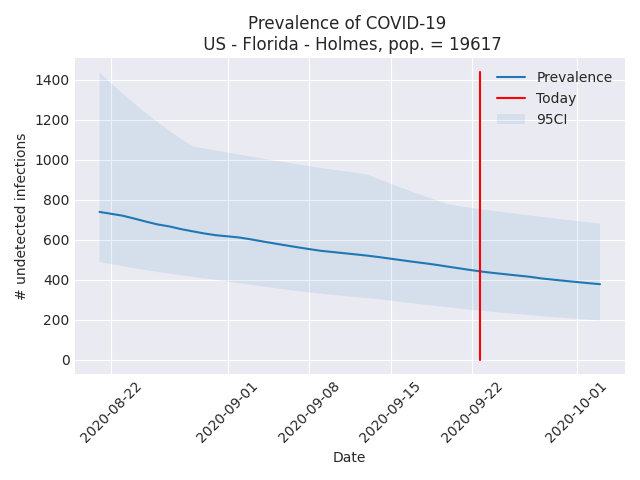 Prevalence of COVID-19
US - Florida - Holmes, pop. = 19617
Prevalence
Today
95CI
1400
1200
1000
800
600
400
200
0
# undetected infections
2020-08-22
2020-09-01
2020-09-08
2020-09-15
2020-09-22
2020-10-01
Date